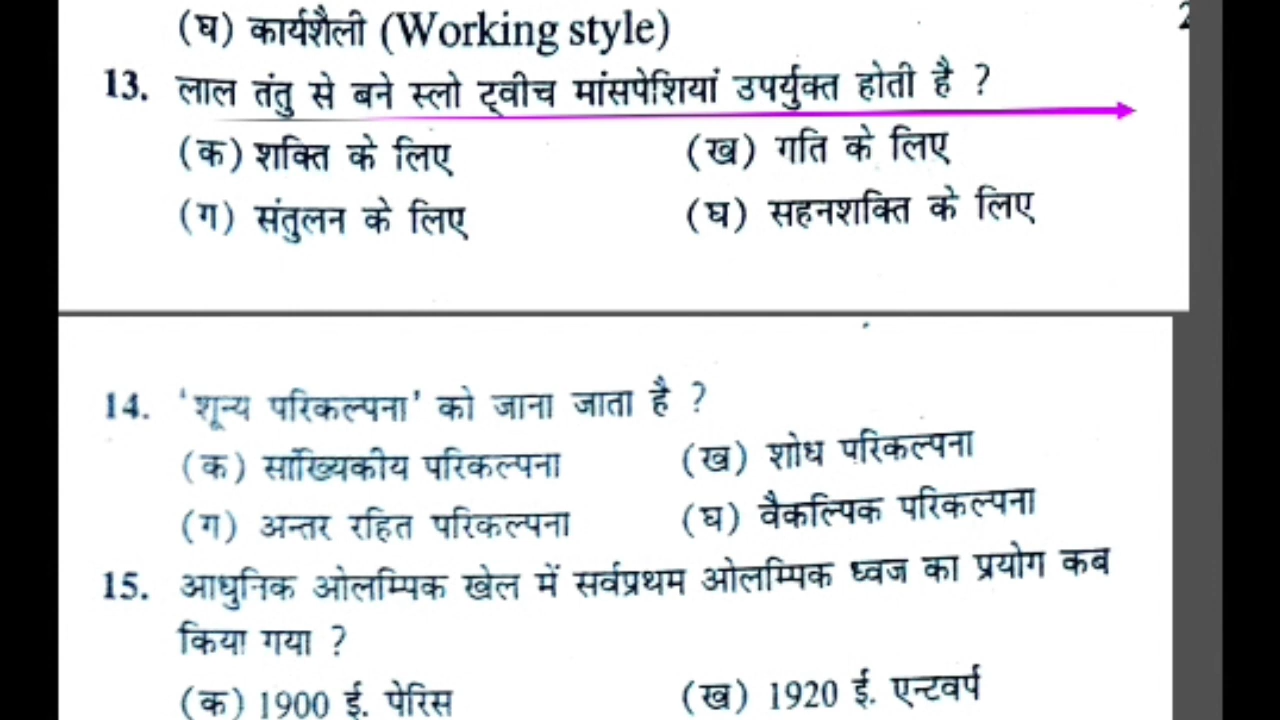 (घ) कार्यशैली (Working style)
13. लाल तंतु से बने स्लो ट्वीच मांसपेशियां उपर्युक्त होती है ?
(क) शक्ति के लिए (ख) गति के लिए
(ग) संतुलन के लिए (घ) सहनशक्ति के लिए
14. 'शून्य परिकल्पना' को जाना जाता है ?
(क) सांख्यिकीय परिकल्पना (ख) शोध परिकल्पना
(ग) अन्तर रहित परिकल्पना (घ) वैकल्पिक परिकल्पना
15. आधुनिक ओलम्पिक खेल में सर्वप्रथम ओलम्पिक ध्वज का प्रयोग कब
किया गया ?
(क) 1900 ई. पेरिस (ख) 1920 ई. एन्टवर्प